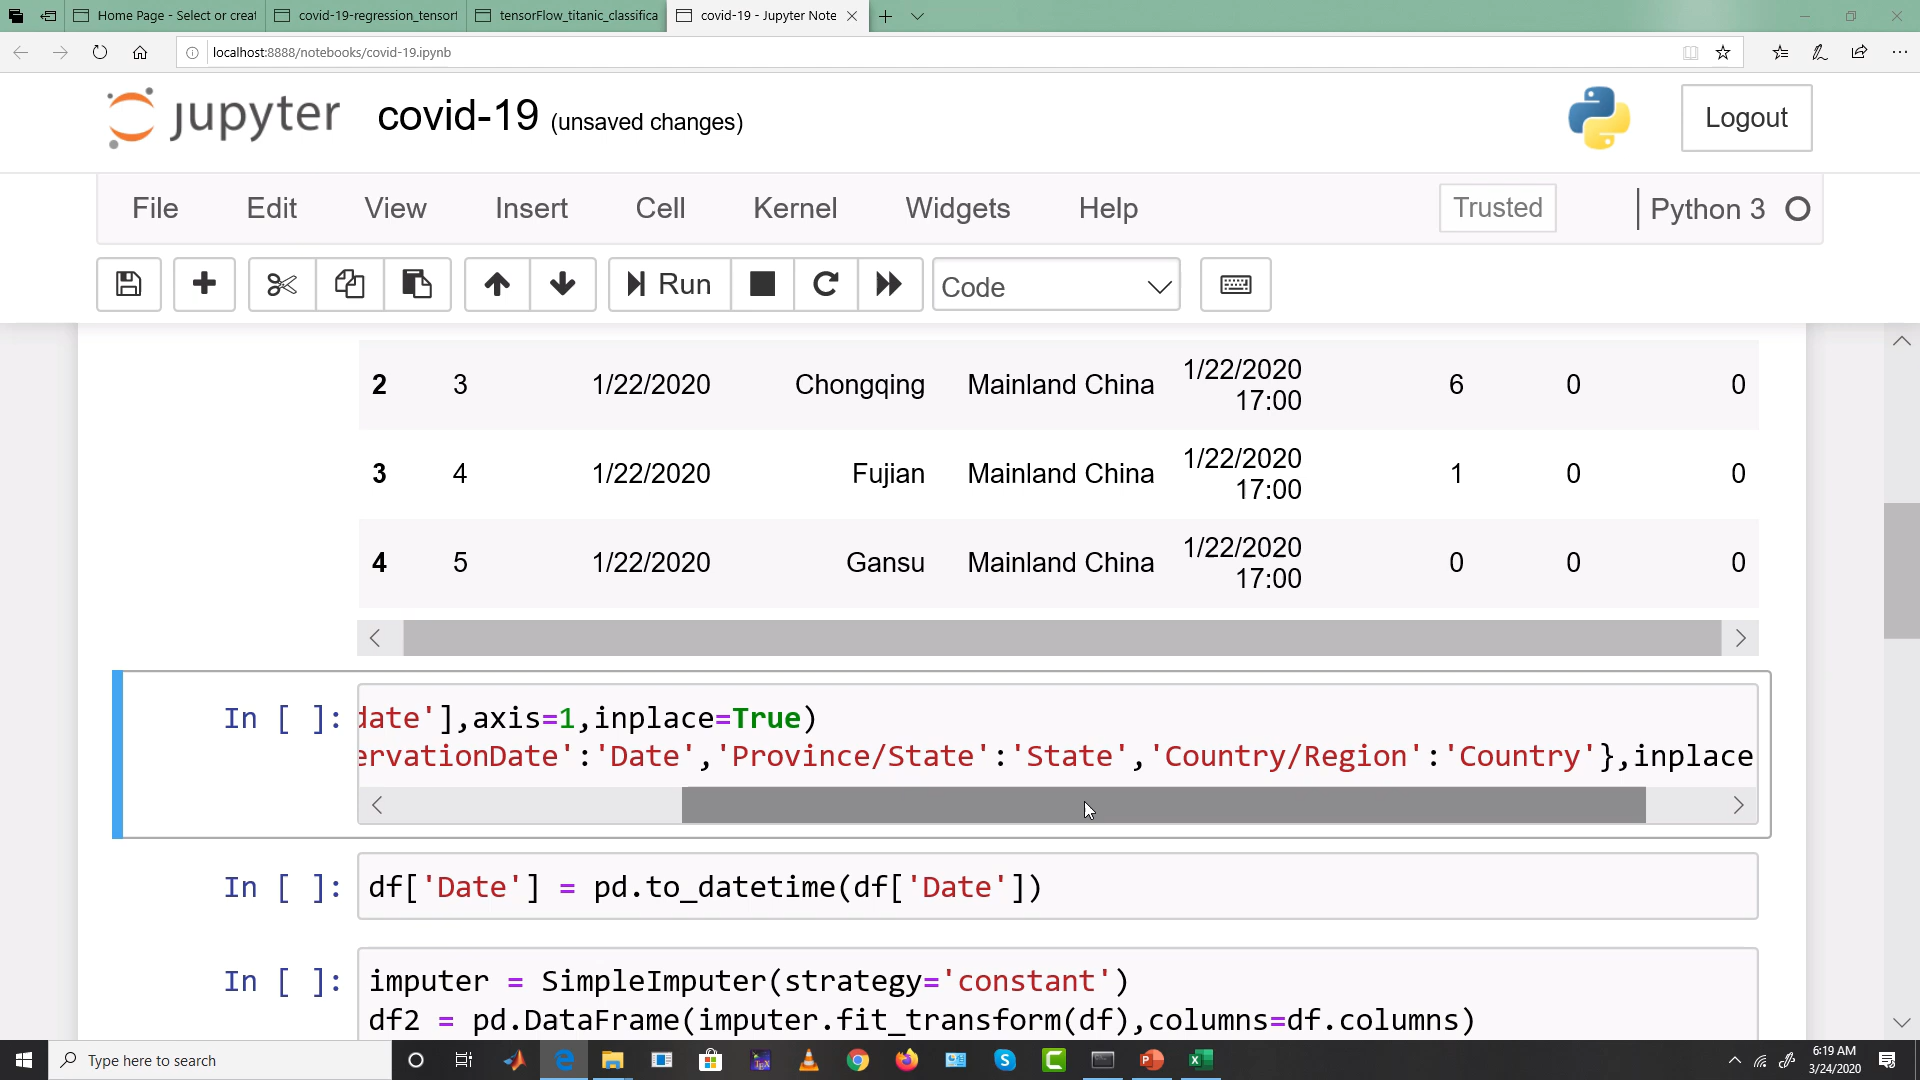 Home Page - Select or creat
covid-19-regression_tensorf
tensorFlow_titanic_classifica
covid-19 - Jupyter Note
localhost:8888/notebooks/covid-19.ipynb
jupyter covid-19 (unsaved changes)
Logout
File Edit View Insert Cell Kernel Widgets Help Trusted Python 3
Run Code
2 3 1/22/2020 Chongqing Mainland China 1/22/2020 17:00 6 0 0
3 4 1/22/2020 Fujian Mainland China 1/22/2020 17:00 1 0 0
4 5 1/22/2020 Gansu Mainland China 1/22/2020 17:00 0 0 0
In [ ]: date'],axis=1,inplace=True)
ervationDate':'Date','Province/State':'State','Country/Region':'Country'},inplace
In [ ]: df['Date'] = pd.to_datetime(df['Date'])
In [ ]: imputer = SimpleImputer(strategy='constant')
df2 = pd.DataFrame(imputer.fit_transform(df),columns=df.columns)
Type here to search
6:19 AM
3/24/2020